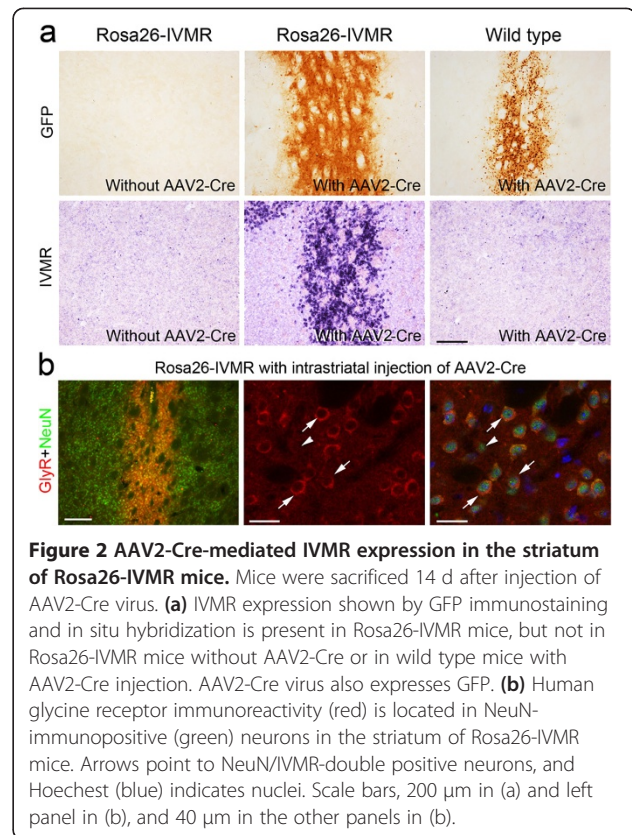 a
Rosa26-IVMR Rosa26-IVMR Wild type
GFP
Without AAV2-Cre With AAV2-Cre With AAV2-Cre
IVMR
Without AAV2-Cre With AAV2-Cre With AAV2-Cre
b
Rosa26-IVMR with intrastriatal injection of AAV2-Cre
GlyR+NeuN
Figure 2 AAV2-Cre-mediated IVMR expression in the striatum
of Rosa26-IVMR mice. Mice were sacrificed 14 d after injection of
AAV2-Cre virus. (a) IVMR expression shown by GFP immunostaining
and in situ hybridization is present in Rosa26-IVMR mice, but not in
Rosa26-IVMR mice without AAV2-Cre or in wild type mice with
AAV2-Cre injection. AAV2-Cre virus also expresses GFP. (b) Human
glycine receptor immunoreactivity (red) is located in NeuN-
immunopositive (green) neurons in the striatum of Rosa26-IVMR
mice. Arrows point to NeuN/IVMR-double positive neurons, and
Hoechest (blue) indicates nuclei. Scale bars, 200 μm in (a) and left
panel in (b), and 40 μm in the other panels in (b).